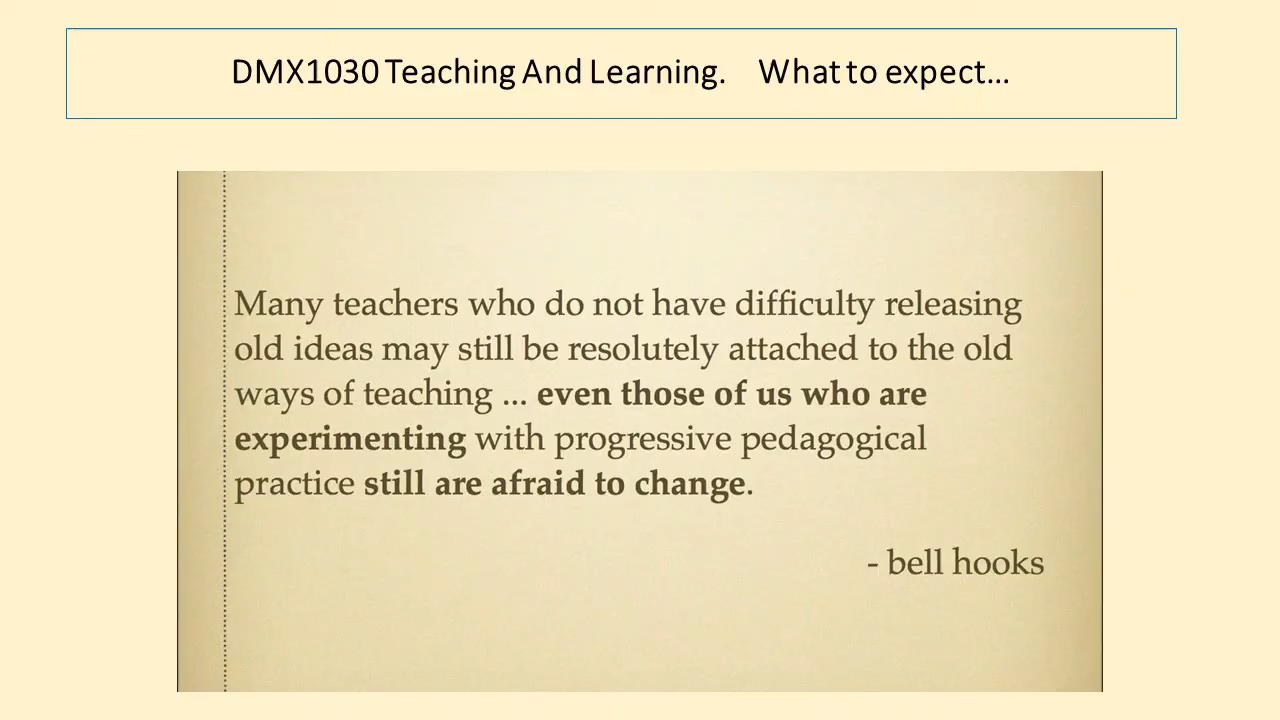 DMX1030 Teaching And Learning. What to expect…
Many teachers who do not have difficulty releasing
old ideas may still be resolutely attached to the old
ways of teaching ... even those of us who are
experimenting with progressive pedagogical
practice still are afraid to change.
- bell hooks